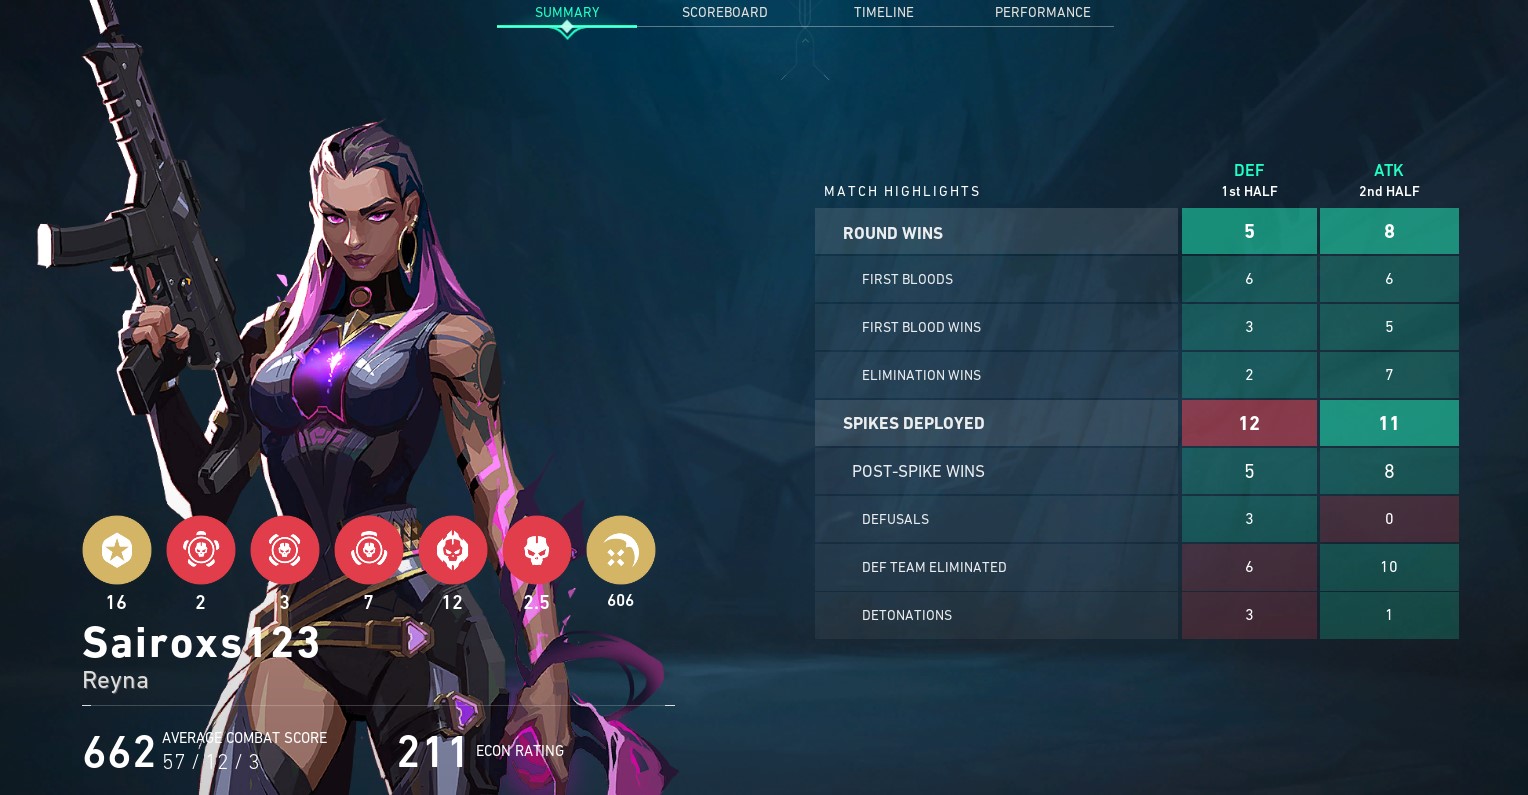 SUMMARY SCOREBOARD TIMELINE PERFORMANCE
DEF ATK
MATCH HIGHLIGHTS 1st HALF 2nd HALF
ROUND WINS 5 8
FIRST BLOODS 6 6
FIRST BLOOD WINS 3 5
ELIMINATION WINS 2 7
SPIKES DEPLOYED 12 11
POST-SPIKE WINS 5 8
DEFUSALS 3 0
DEF TEAM ELIMINATED 6 10
DETONATIONS 3 1
16 2 3 7 12 2.5 606
Sairoxs123
Reyna
662 AVERAGE COMBAT SCORE
57 / 12 / 3
211 ECON RATING